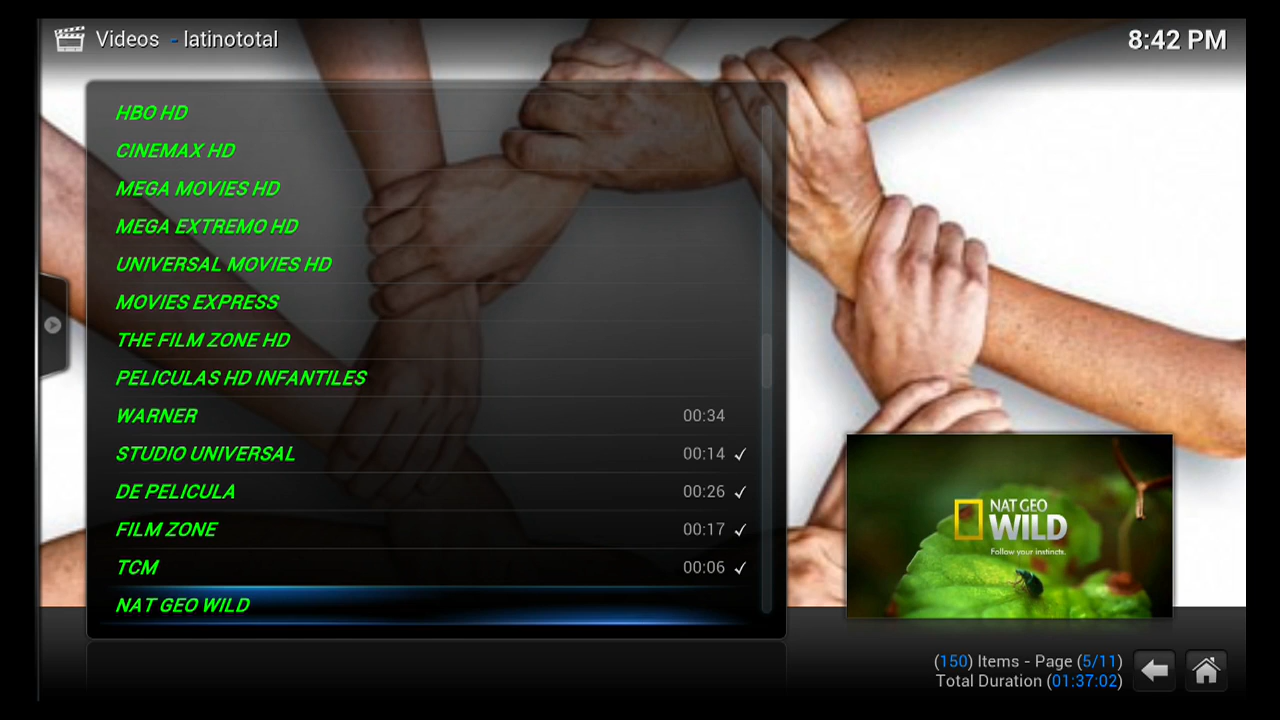 Videos - latinototal
8:42 PM
HBO HD
CINEMAX HD
MEGA MOVIES HD
MEGA EXTREMO HD
UNIVERSAL MOVIES HD
MOVIES EXPRESS
THE FILM ZONE HD
PELICULAS HD INFANTILES
WARNER 00:34
STUDIO UNIVERSAL 00:14 ✓
DE PELICULA 00:26 ✓
FILM ZONE 00:17 ✓
TCM 00:06 ✓
NAT GEO WILD
NAT GEO
WILD
Follow your instincts.
(150) Items - Page (5/11)
Total Duration (01:37:02)